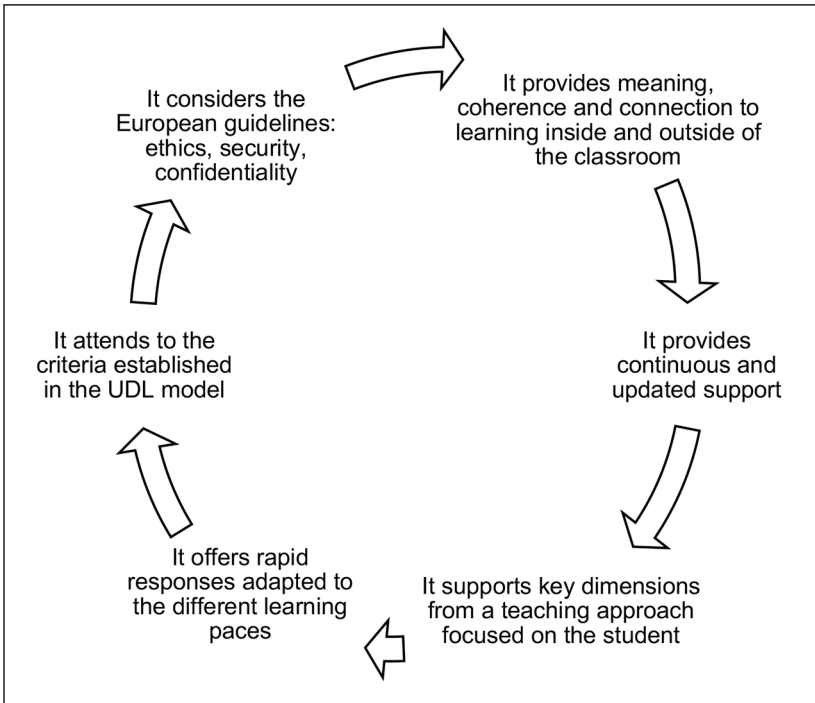 It considers the
European guidelines:
ethics, security,
confidentiality
It provides meaning,
coherence and connection to
learning inside and outside of
the classroom
It provides
continuous and
updated support
It supports key dimensions
from a teaching approach
focused on the student
It offers rapid
responses adapted to
the different learning
paces
It attends to the
criteria established
in the UDL model